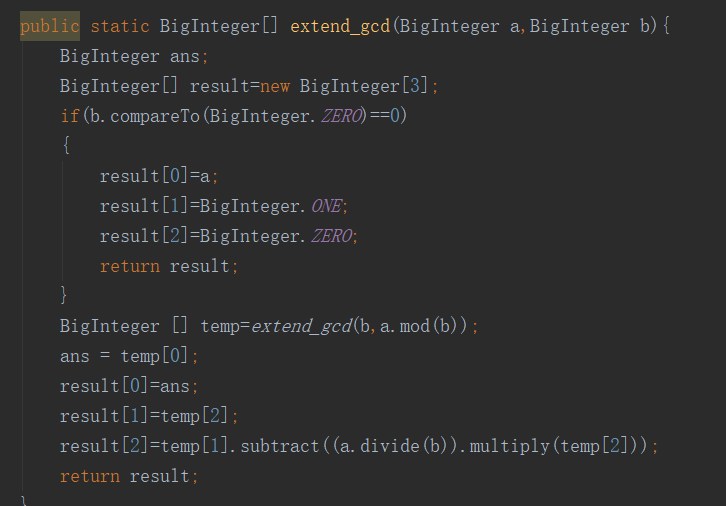 public static BigInteger[] extend_gcd(BigInteger a,BigInteger b){
BigInteger ans;
BigInteger[] result=new BigInteger[3];
if(b.compareTo(BigInteger.ZERO)==0)
{
result[0]=a;
result[1]=BigInteger.ONE;
result[2]=BigInteger.ZERO;
return result;
}
BigInteger [] temp=extend_gcd(b,a.mod(b));
ans = temp[0];
result[0]=ans;
result[1]=temp[2];
result[2]=temp[1].subtract((a.divide(b)).multiply(temp[2]));
return result;
}